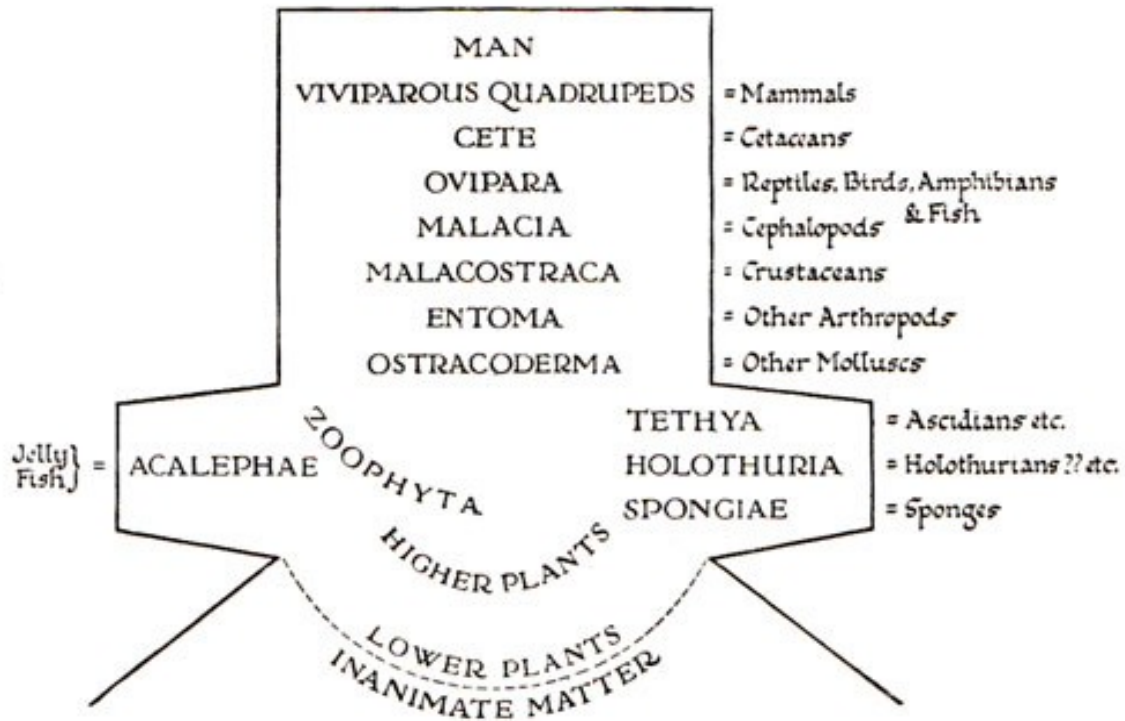 MAN
VIVIPAROUS QUADRUPEDS = Mammals
CETE = Cetaceans
OVIPARA = Reptiles, Birds, Amphibians & Fish
MALACIA = Cephalopods
MALACOSTRACA = Crustaceans
ENTOMA = Other Arthropods
OSTRACODERMA = Other Molluscs
TETHYA = Ascidians etc.
Jelly Fish } = ACALEPHAE
ZOOPHYTA
HOLOTHURIA = Holothurians ?? etc.
SPONGIAE = Sponges
HIGHER PLANTS
LOWER PLANTS
INANIMATE MATTER